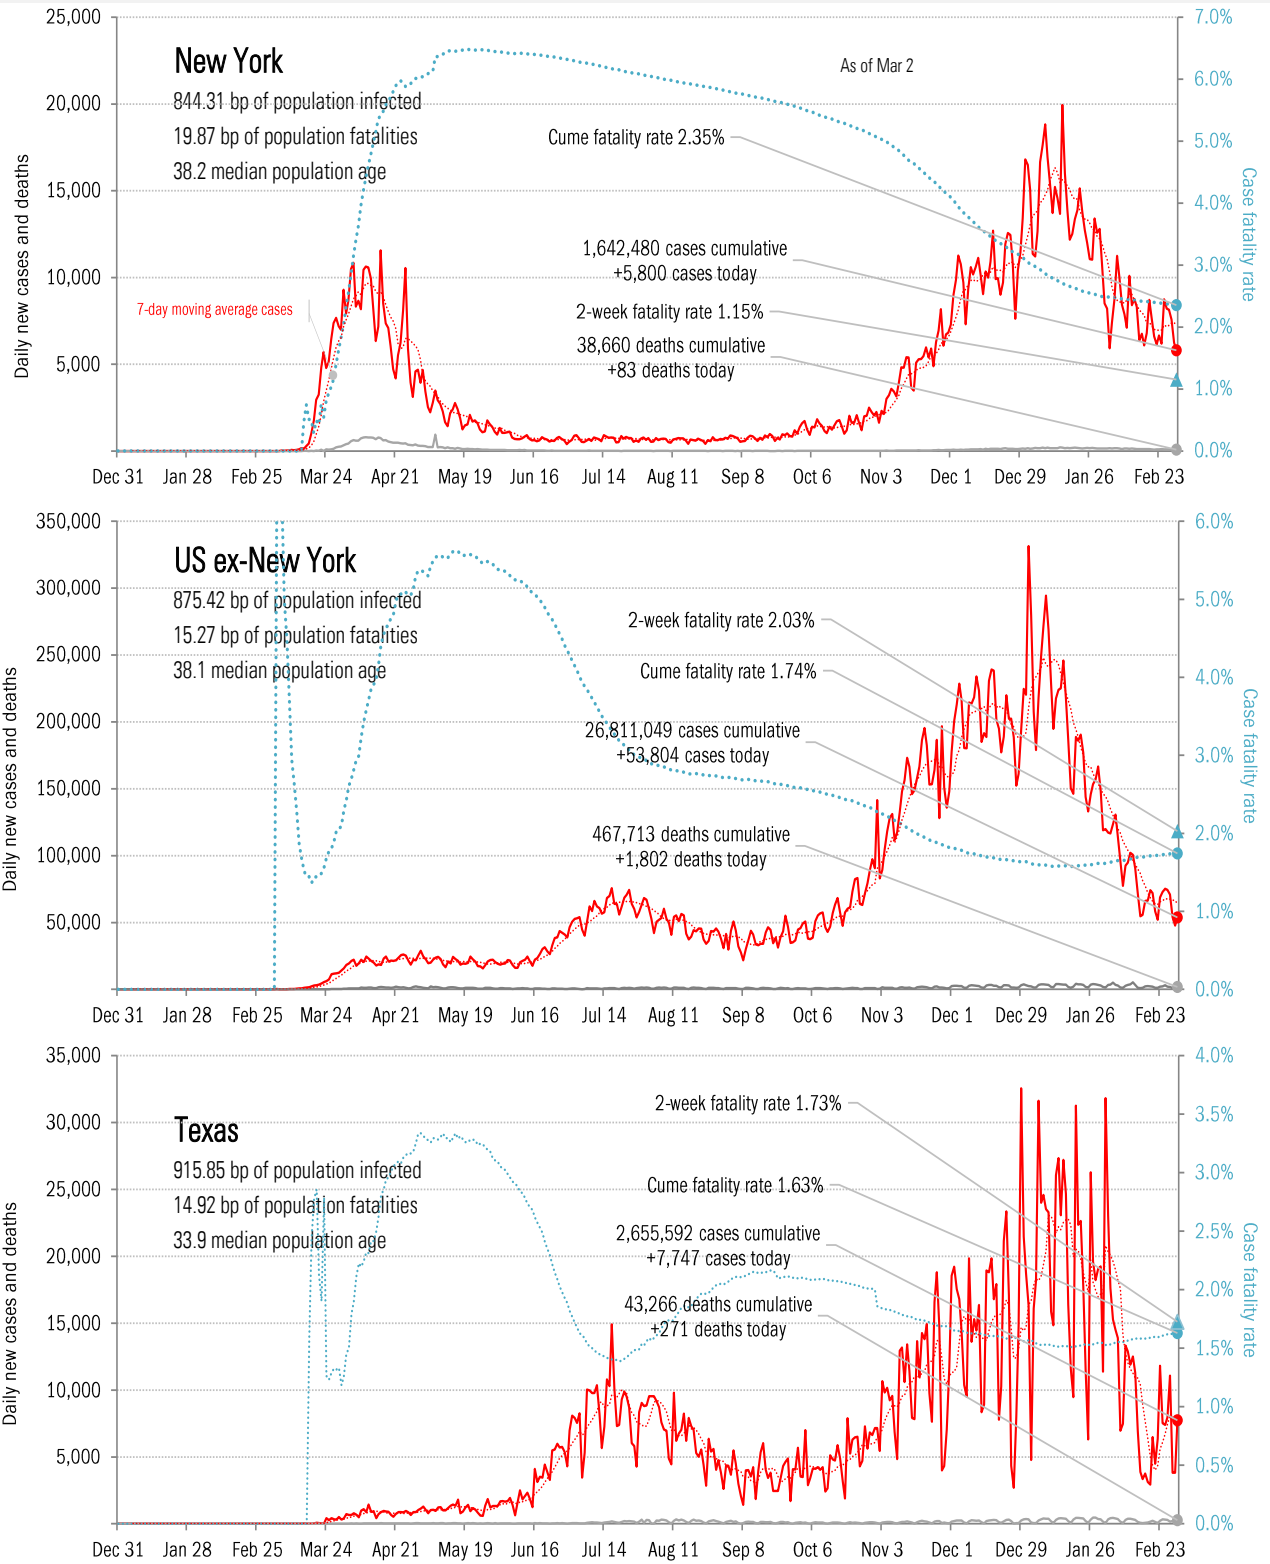 25,000
20,000
15,000
10,000
5,000
Daily new cases and deaths
New York
844.31 bp of population infected
19.87 bp of population fatalities
38.2 median population age
As of Mar 2
Cume fatality rate 2.35%
1,642,480 cases cumulative
+5,800 cases today
2-week fatality rate 1.15%
38,660 deaths cumulative
+83 deaths today
7-day moving average cases
7.0%
6.0%
5.0%
4.0%
3.0%
2.0%
1.0%
0.0%
Case fatality rate
Dec 31 Jan 28 Feb 25 Mar 24 Apr 21 May 19 Jun 16 Jul 14 Aug 11 Sep 8 Oct 6 Nov 3 Dec 1 Dec 29 Jan 26 Feb 23
350,000
300,000
250,000
200,000
150,000
100,000
50,000
Daily new cases and deaths
US ex-New York
875.42 bp of population infected
15.27 bp of population fatalities
38.1 median population age
2-week fatality rate 2.03%
Cume fatality rate 1.74%
26,811,049 cases cumulative
+53,804 cases today
467,713 deaths cumulative
+1,802 deaths today
6.0%
5.0%
4.0%
3.0%
2.0%
1.0%
0.0%
Case fatality rate
Dec 31 Jan 28 Feb 25 Mar 24 Apr 21 May 19 Jun 16 Jul 14 Aug 11 Sep 8 Oct 6 Nov 3 Dec 1 Dec 29 Jan 26 Feb 23
35,000
30,000
25,000
20,000
15,000
10,000
5,000
Daily new cases and deaths
Texas
915.85 bp of population infected
14.92 bp of population fatalities
33.9 median population age
2-week fatality rate 1.73%
Cume fatality rate 1.63%
2,655,592 cases cumulative
+7,747 cases today
43,266 deaths cumulative
+271 deaths today
4.0%
3.5%
3.0%
2.5%
2.0%
1.5%
1.0%
0.5%
0.0%
Case fatality rate
Dec 31 Jan 28 Feb 25 Mar 24 Apr 21 May 19 Jun 16 Jul 14 Aug 11 Sep 8 Oct 6 Nov 3 Dec 1 Dec 29 Jan 26 Feb 23